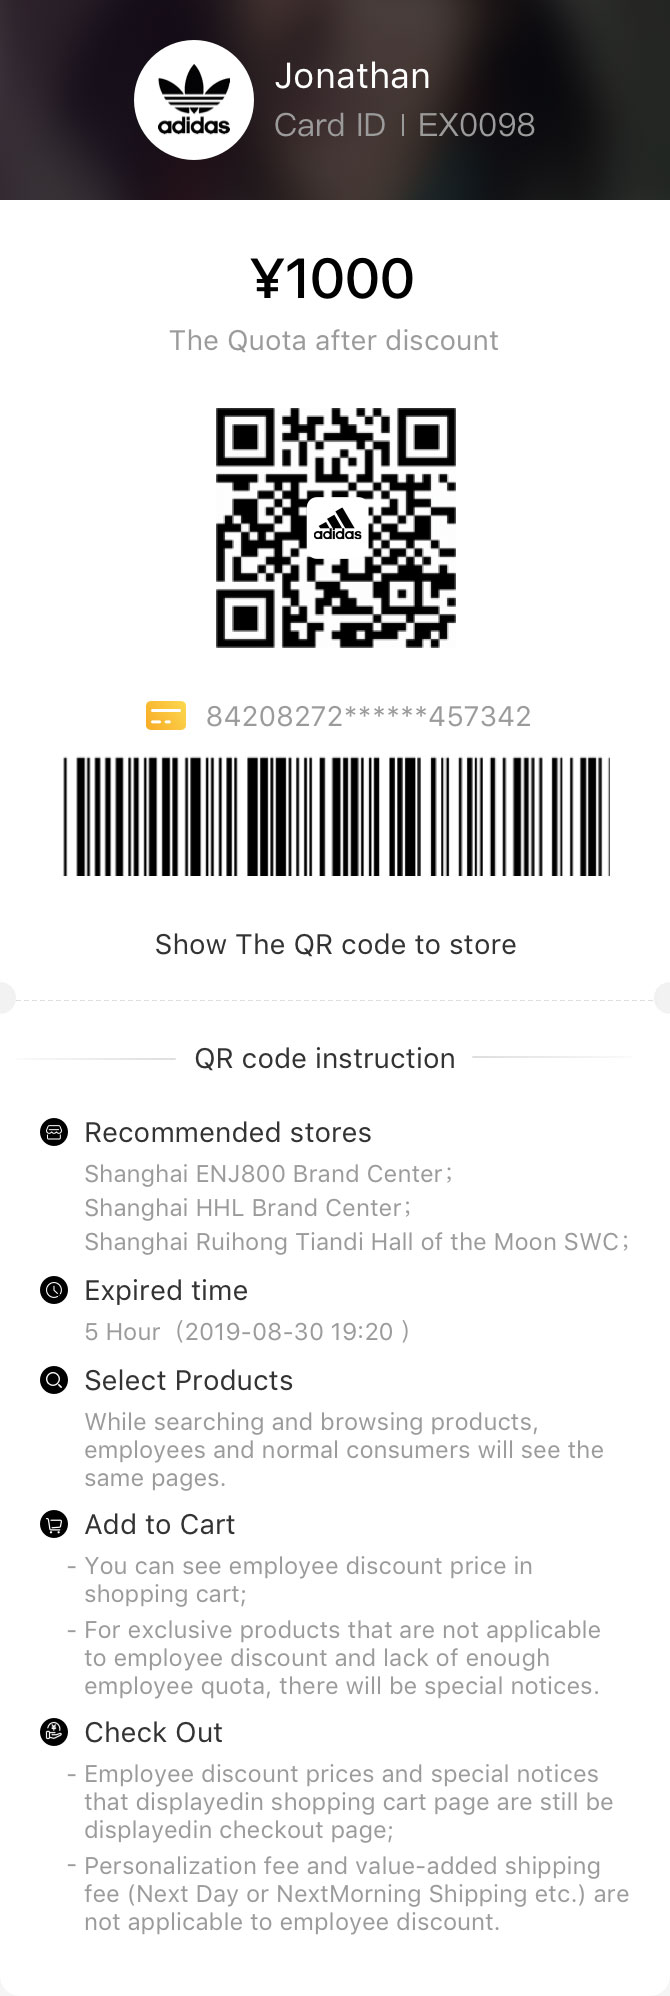 adidas
Jonathan
Card ID | EX0098
¥1000
The Quota after discount
adidas
84208272******457342
Show The QR code to store
QR code instruction
Recommended stores
Shanghai ENJ800 Brand Center；
Shanghai HHL Brand Center；
Shanghai Ruihong Tiandi Hall of the Moon SWC；
Expired time
5 Hour（2019-08-30 19:20 ）
Select Products
While searching and browsing products,
employees and normal consumers will see the
same pages.
Add to Cart
- You can see employee discount price in
shopping cart;
- For exclusive products that are not applicable
to employee discount and lack of enough
employee quota, there will be special notices.
Check Out
- Employee discount prices and special notices
that displayedin shopping cart page are still be
displayedin checkout page;
- Personalization fee and value-added shipping
fee (Next Day or NextMorning Shipping etc.) are
not applicable to employee discount.